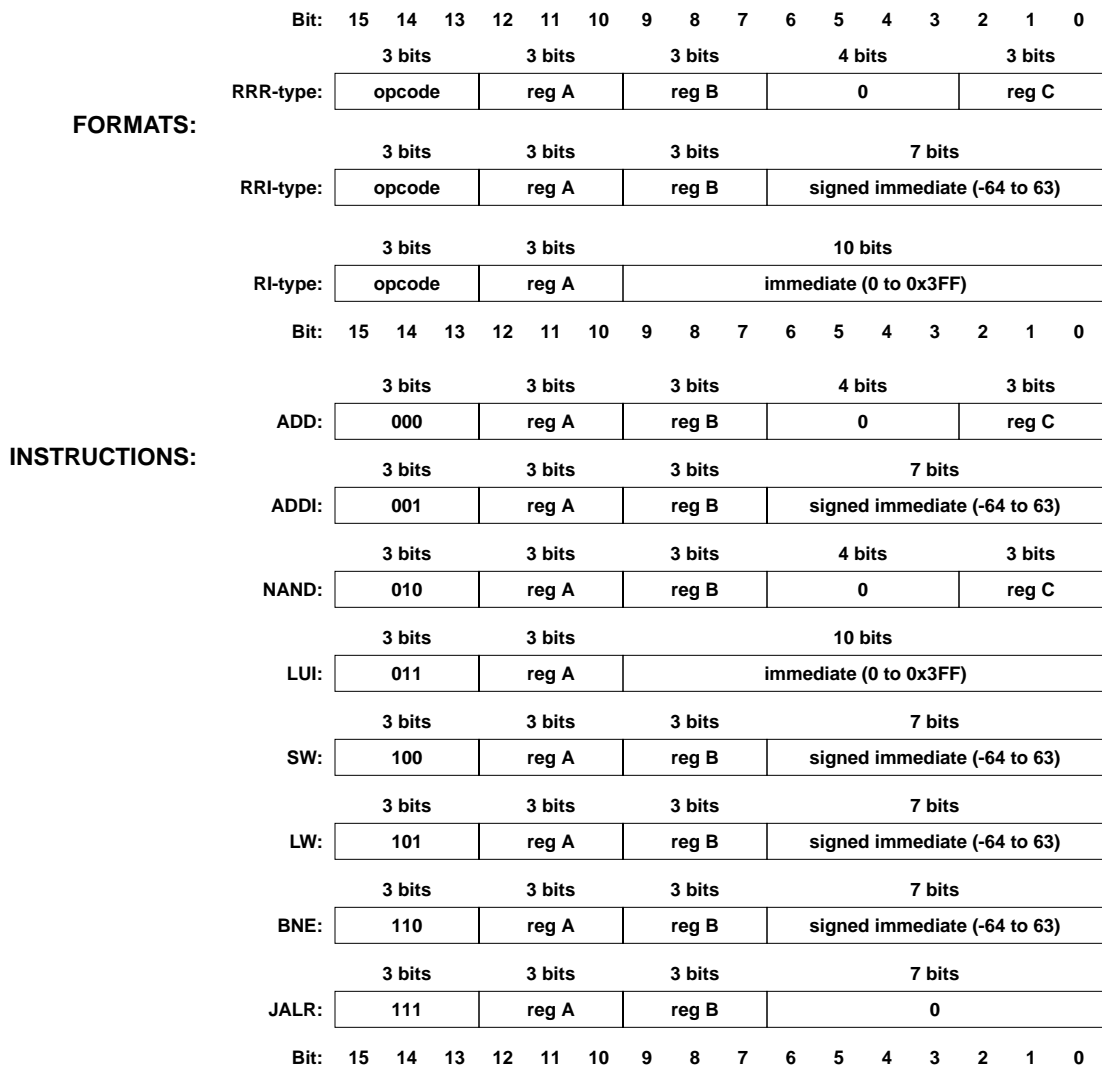 Bit: 15 14 13 12 11 10 9 8 7 6 5 4 3 2 1 0
3 bits 3 bits 3 bits 4 bits 3 bits
RRR-type: opcode reg A reg B 0 reg C
FORMATS:
3 bits 3 bits 3 bits 7 bits
RRI-type: opcode reg A reg B signed immediate (-64 to 63)
3 bits 3 bits 10 bits
RI-type: opcode reg A immediate (0 to 0x3FF)
Bit: 15 14 13 12 11 10 9 8 7 6 5 4 3 2 1 0
3 bits 3 bits 3 bits 4 bits 3 bits
ADD: 000 reg A reg B 0 reg C
INSTRUCTIONS:
3 bits 3 bits 3 bits 7 bits
ADDI: 001 reg A reg B signed immediate (-64 to 63)
3 bits 3 bits 3 bits 4 bits 3 bits
NAND: 010 reg A reg B 0 reg C
3 bits 3 bits 10 bits
LUI: 011 reg A immediate (0 to 0x3FF)
3 bits 3 bits 3 bits 7 bits
SW: 100 reg A reg B signed immediate (-64 to 63)
3 bits 3 bits 3 bits 7 bits
LW: 101 reg A reg B signed immediate (-64 to 63)
3 bits 3 bits 3 bits 7 bits
BNE: 110 reg A reg B signed immediate (-64 to 63)
3 bits 3 bits 3 bits 7 bits
JALR: 111 reg A reg B 0
Bit: 15 14 13 12 11 10 9 8 7 6 5 4 3 2 1 0